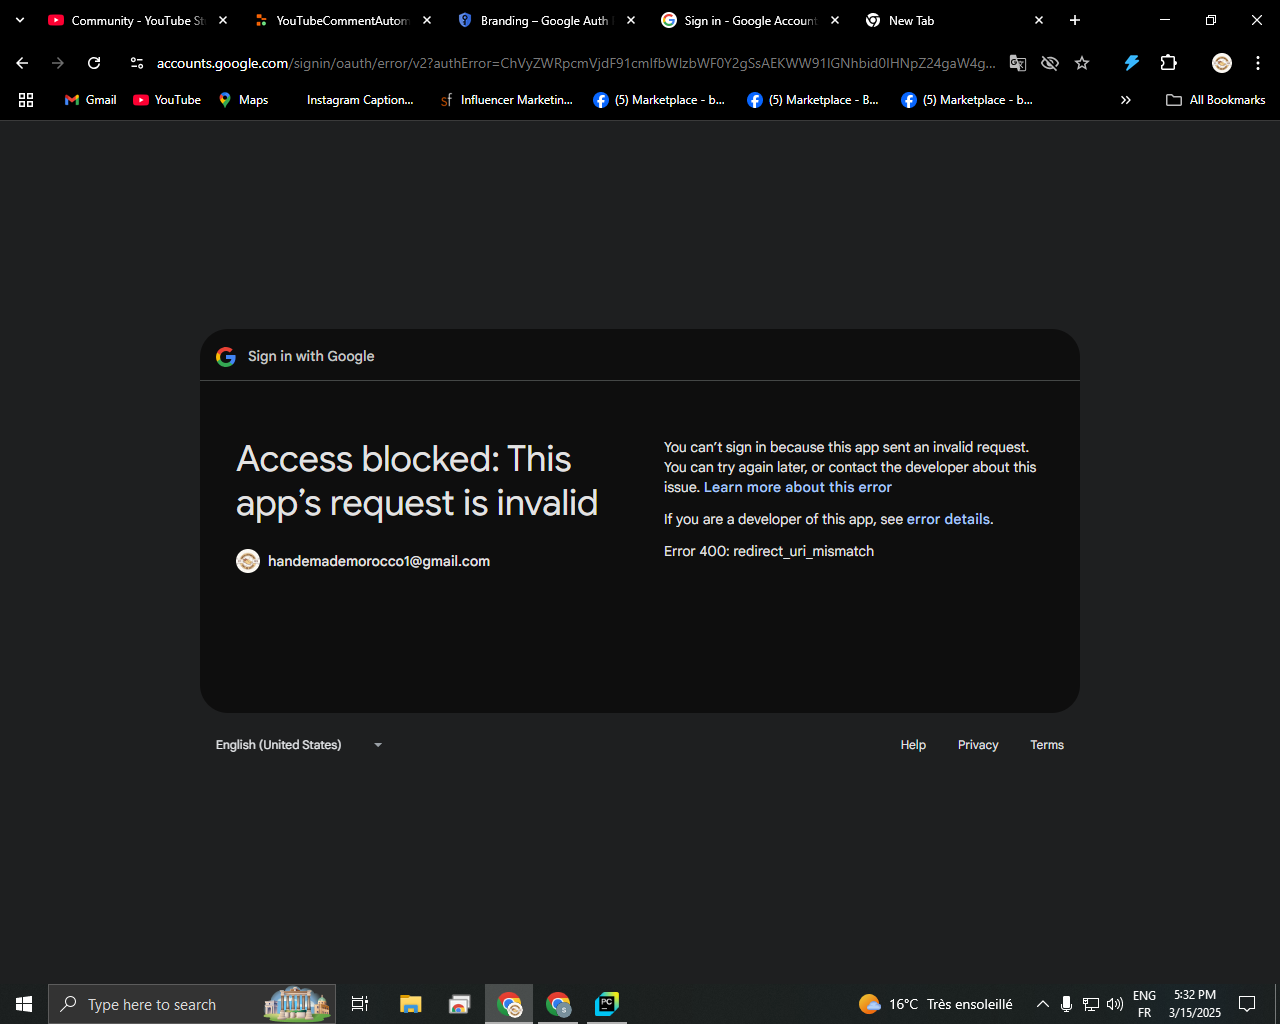 Community - YouTube St
YouTubeCommentAutom
Branding – Google Auth
Sign in - Google Account
New Tab
accounts.google.com/signin/oauth/error/v2?authError=
Gmail
YouTube
Maps
Instagram Caption...
sf
Influencer Marketin...
(5) Marketplace - b...
(5) Marketplace - B...
(5) Marketplace - b...
»
All Bookmarks
Sign in with Google
Access blocked: This
app’s request is invalid
handemademorocco1@gmail.com
You can’t sign in because this app sent an invalid request.
You can try again later, or contact the developer about this
issue. Learn more about this error
If you are a developer of this app, see error details.
Error 400: redirect_uri_mismatch
English (United States)
Help
Privacy
Terms
Type here to search
S
PC
16°C Très ensoleillé
ENG
FR
5:32 PM
3/15/2025